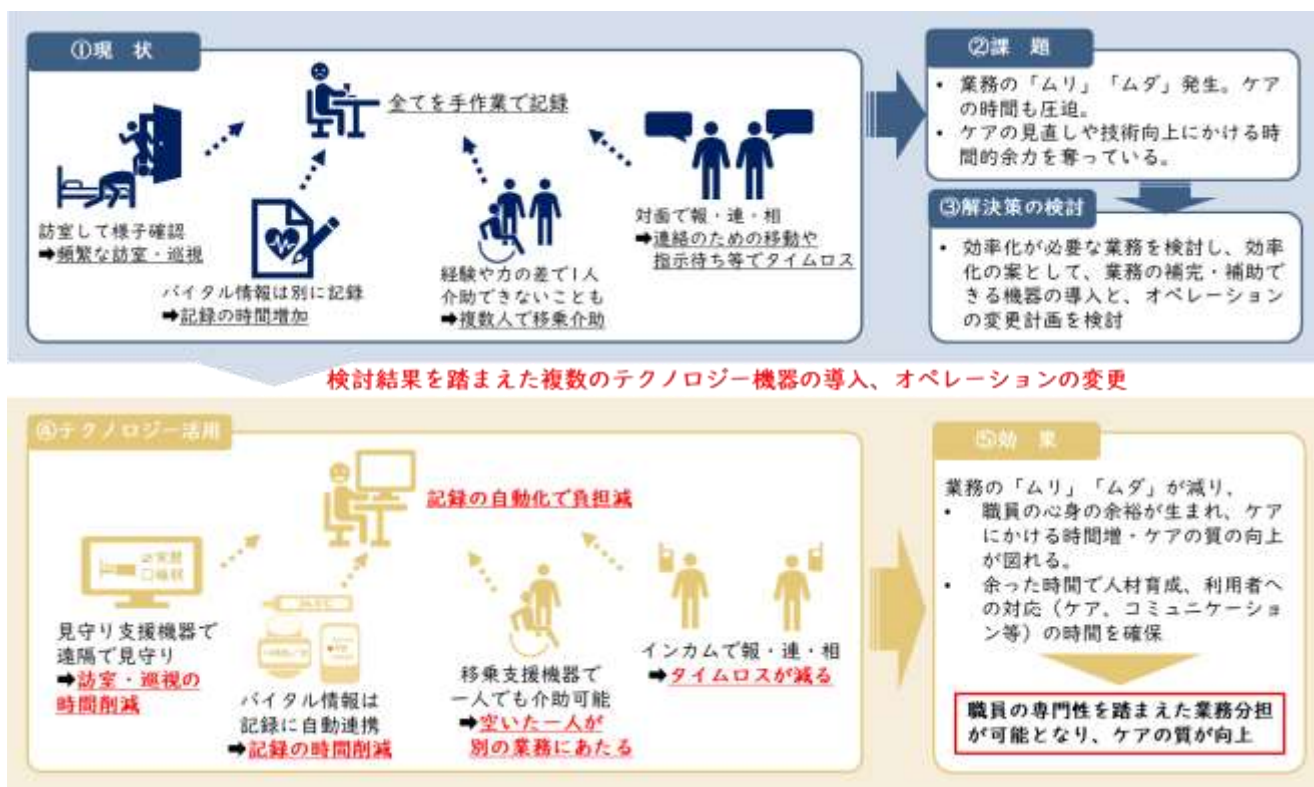 ①現 状
全てを手作業で記録
訪室して様子確認
➡頻繁な訪室・巡視
バイタル情報は別に記録
➡記録の時間増加
経験や力の差で1人
介助できないことも
➡複数人で移乗介助
対面で報・連・相
➡連絡のための移動や
指示待ち等でタイムロス
②課 題
• 業務の「ムリ」「ムダ」発生。ケア
の時間も圧迫。
• ケアの見直しや技術向上にかける時
間的余力を奪っている。
③解決策の検討
• 効率化が必要な業務を検討し、効率
化の案として、業務の補完・補助で
きる機器の導入と、オペレーション
の変更計画を検討
検討結果を踏まえた複数のテクノロジー機器の導入、オペレーションの変更
④テクノロジー活用
記録の自動化で負担減
見守り支援機器で
遠隔で見守り
➡訪室・巡視の
時間削減
バイタル情報は
記録に自動連携
➡記録の時間削減
移乗支援機器で
一人でも介助可能
➡空いた一人が
別の業務にあたる
インカムで報・連・相
➡タイムロスが減る
⑤効 果
業務の「ムリ」「ムダ」が減り、
• 職員の心身の余裕が生まれ、ケア
にかける時間増・ケアの質の向上
が図れる。
• 余った時間で人材育成、利用者へ
の対応（ケア、コミュニケーショ
ン等）の時間を確保
職員の専門性を踏まえた業務分担
が可能となり、ケアの質が向上